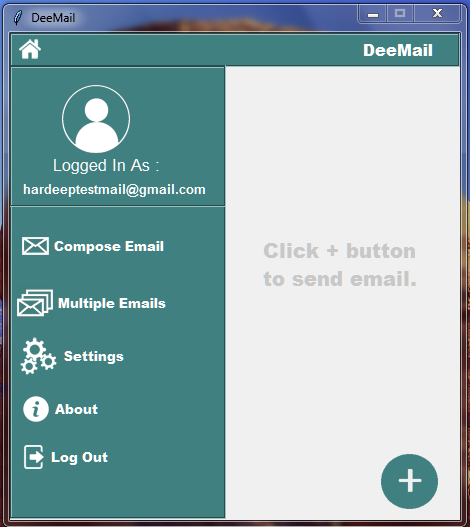 DeeMail
DeeMail
Logged In As :
hardeeptestmail@gmail.com
Compose Email
Multiple Emails
Settings
About
Log Out
Click + button
to send email.
+